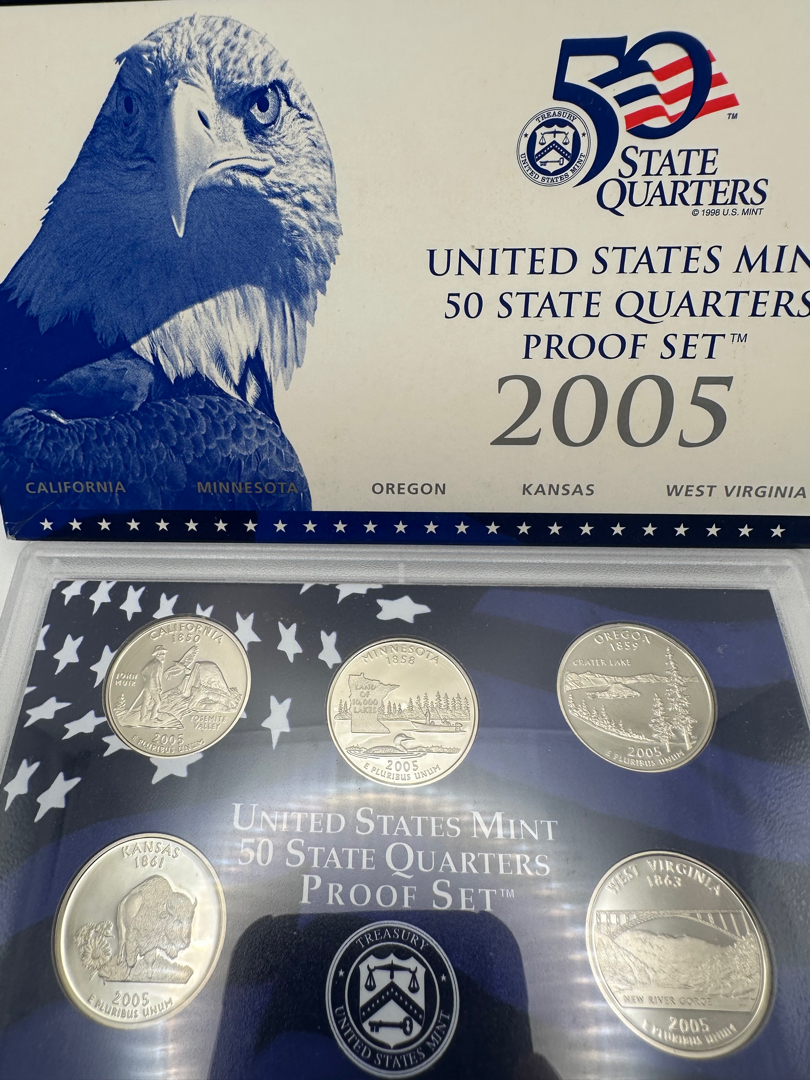 50
TM
TREASURY
UNITED STATES MINT
STATE
QUARTERS
© 1998 U.S. MINT
UNITED STATES MIN
50 STATE QUARTERS
PROOF SET™
2005
CALIFORNIA MINNESOTA OREGON KANSAS WEST VIRGINIA
CALIFORNIA
1850
JOHN
MUIR
YOSEMITE
VALLEY
2005
E PLURIBUS UNUM
MINNESOTA
1858
LAND
OF
10,000
LAKES
2005
E PLURIBUS UNUM
OREGON
1859
CRATER LAKE
2005
E PLURIBUS UNUM
UNITED STATES MINT
50 STATE QUARTERS
PROOF SET™
KANSAS
1861
2005
E PLURIBUS UNUM
TREASURY
UNITED STATES MINT
WEST VIRGINIA
1863
NEW RIVER GORGE
2005
E PLURIBUS UNUM